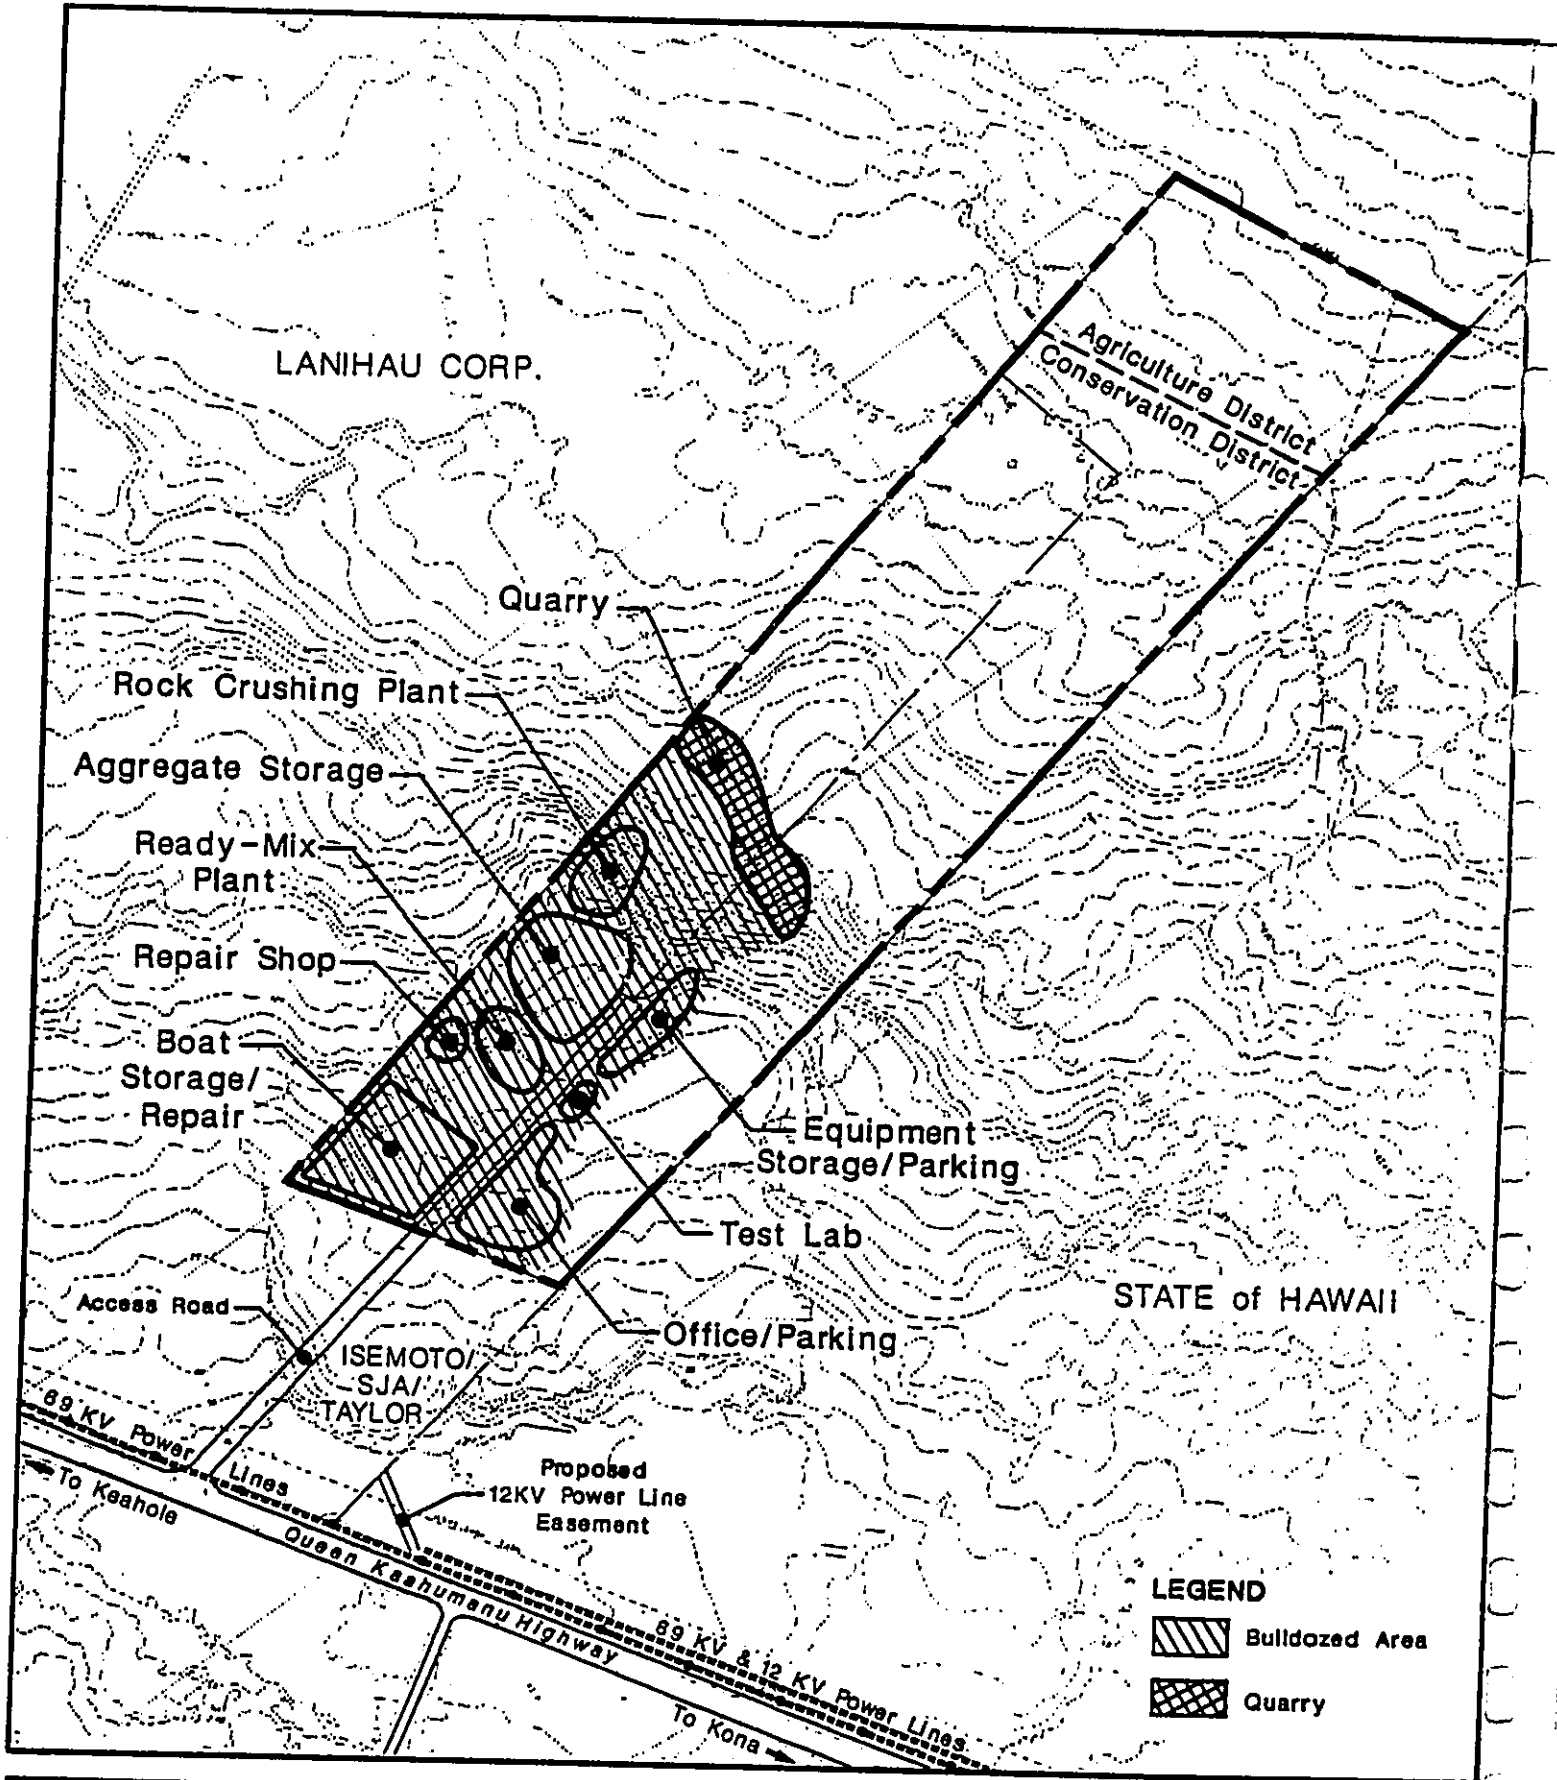 LANIHAU CORP.
Agriculture District
Conservation District
Quarry
Rock Crushing Plant
Aggregate Storage
Ready-Mix
Plant
Repair Shop
Boat
Storage/
Repair
Equipment
Storage/Parking
Test Lab
STATE of HAWAII
Access Road
Office/Parking
ISEMOTO/
SJA/
TAYLOR
69 KV Power Lines
To Keahole
Proposed
12KV Power Line
Easement
Queen Kaahumanu Highway
69 KV & 12 KV Power Lines
To Kona
LEGEND
Bulldozed Area
Quarry